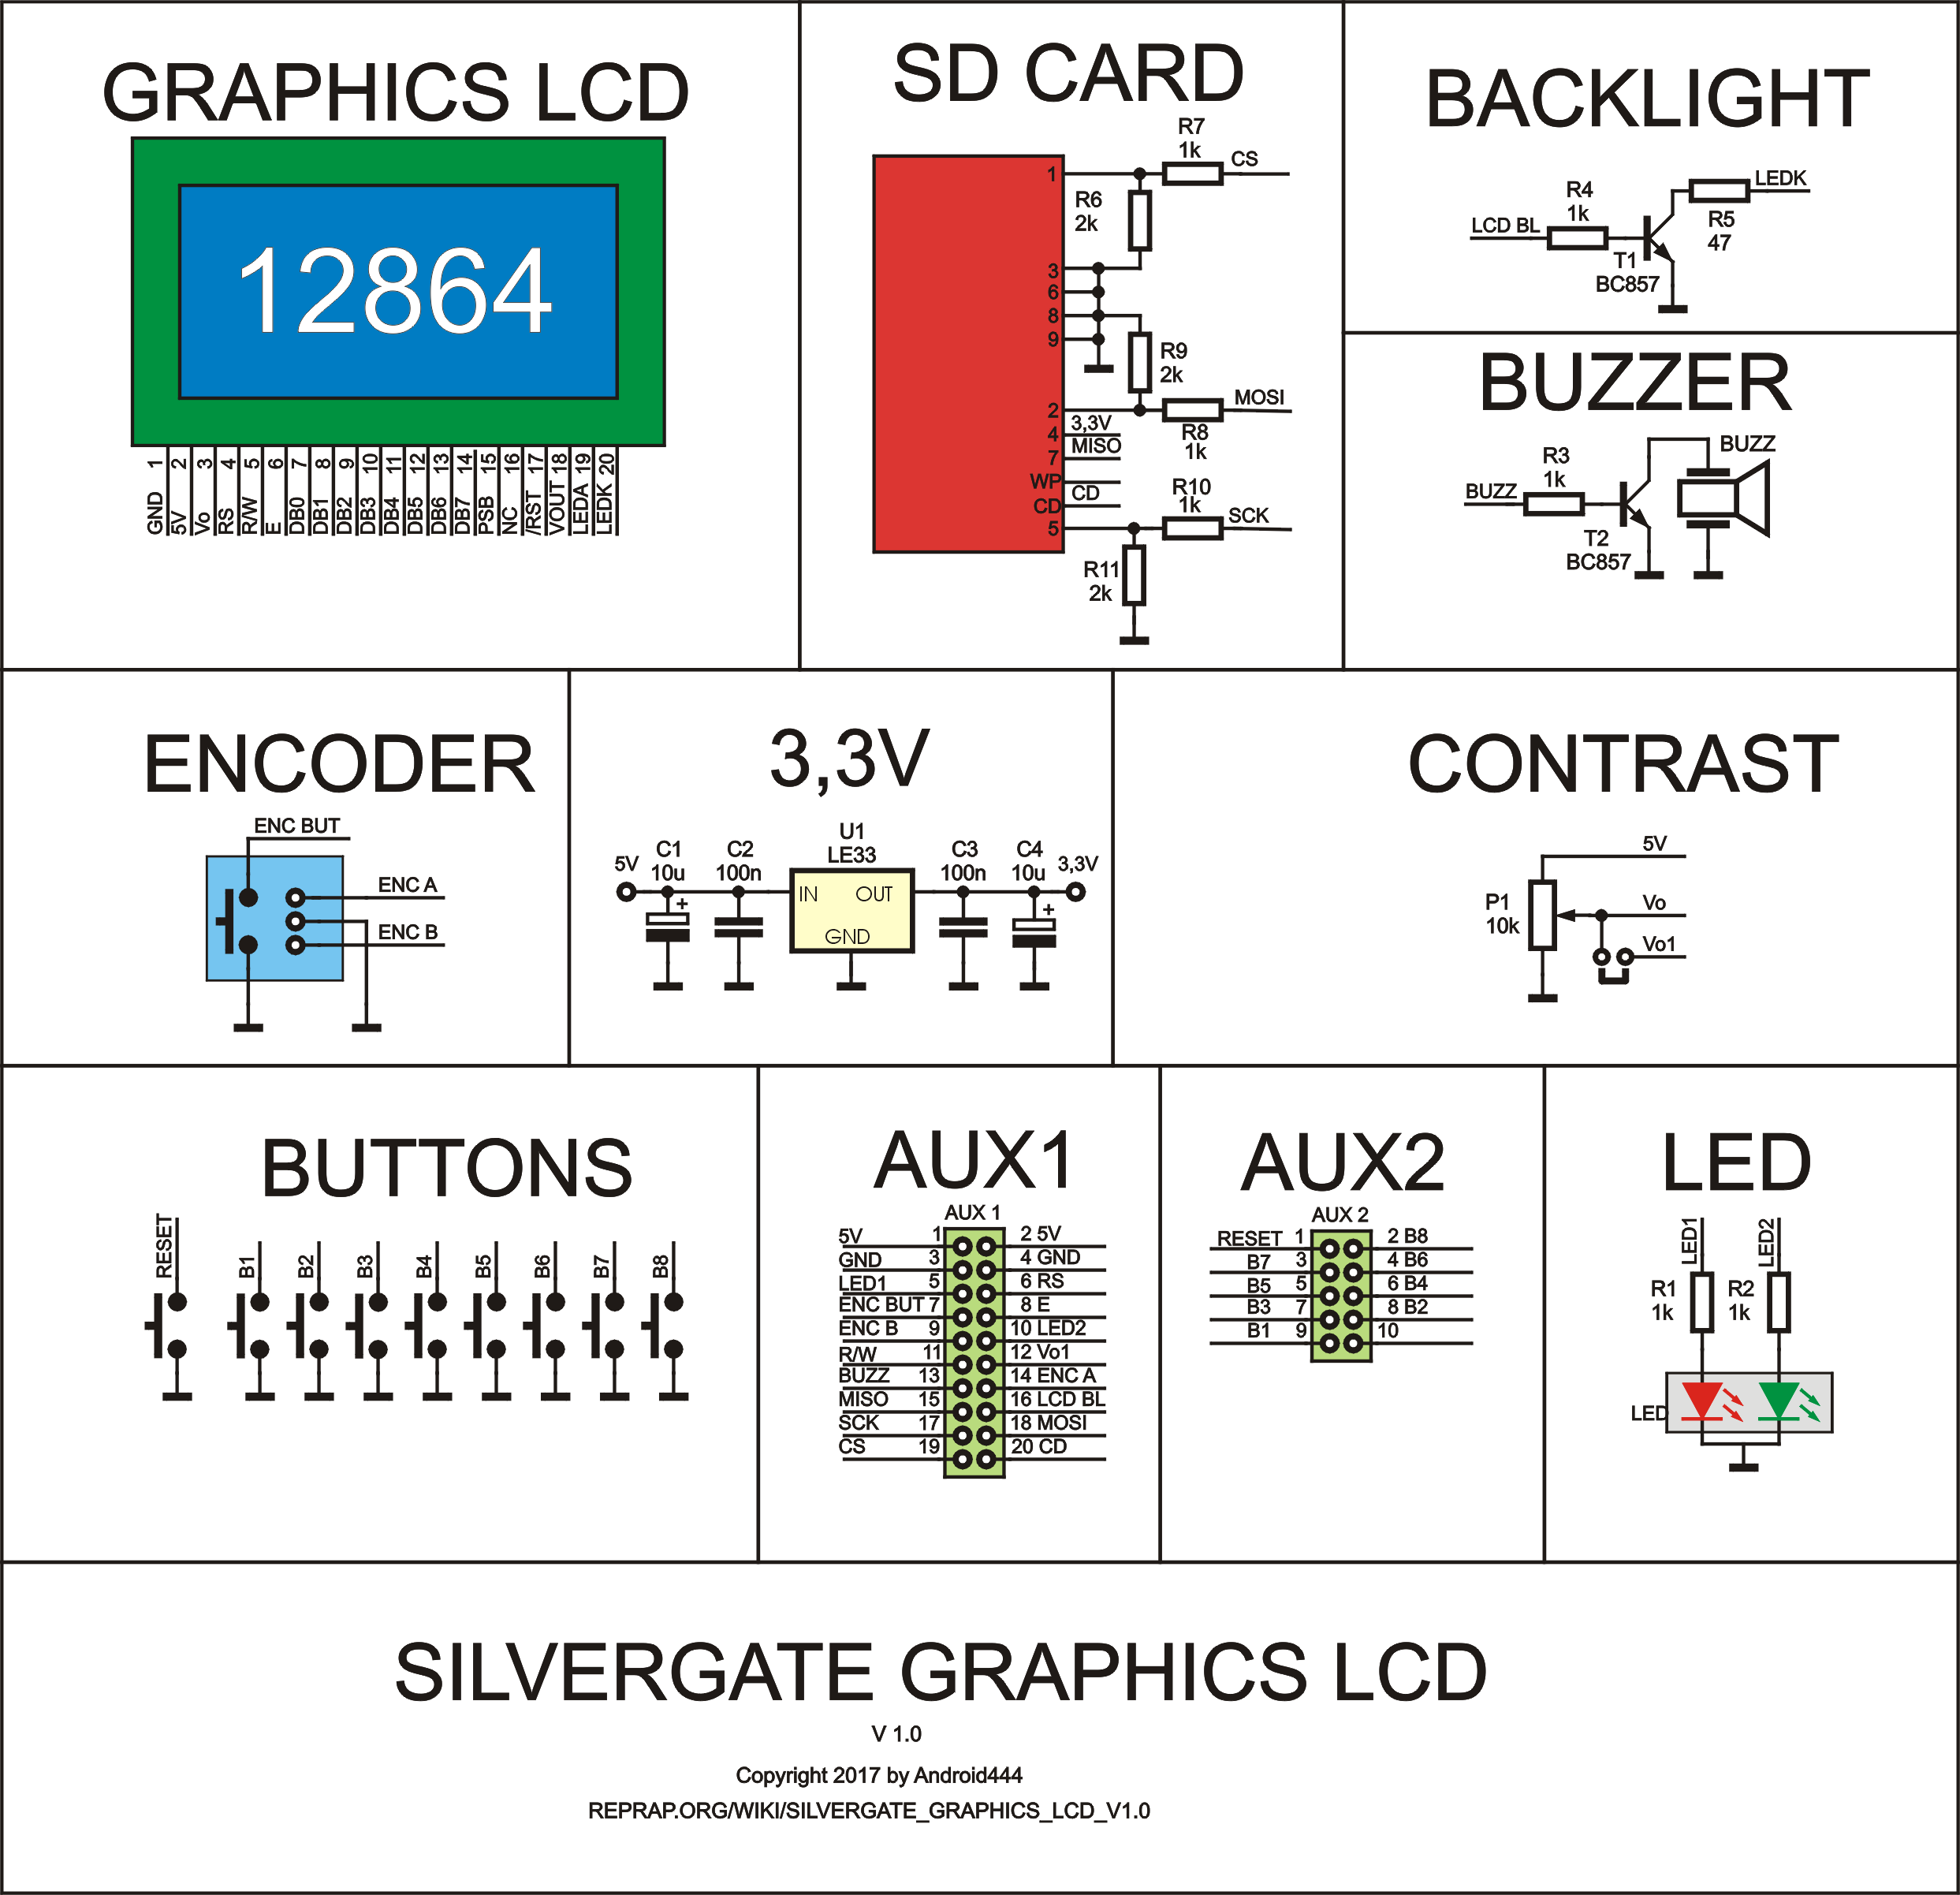 GRAPHICS LCD
12864
GND 1
5V 2
Vo 3
RS 4
R/W 5
E 6
DB0 7
DB1 8
DB2 9
DB3 10
DB4 11
DB5 12
DB6 13
DB7 14
PSB 15
NC 16
/RST 17
VOUT 18
LEDA 19
LEDK 20
SD CARD
R7
1k
CS
1
R6
2k
3
6
8
9
R9
2k
2
MOSI
3,3V
4
R8
1k
MISO
7
WP
CD
CD
R10
1k
5
SCK
R11
2k
BACKLIGHT
LEDK
R4
1k
R5
47
LCD BL
T1
BC857
BUZZER
BUZZ
R3
1k
BUZZ
T2
BC857
ENCODER
ENC BUT
ENC A
ENC B
3,3V
U1
LE33
5V
C1
10u
C2
100n
C3
100n
C4
10u
3,3V
+
+
IN OUT
GND
CONTRAST
5V
P1
10k
Vo
Vo1
BUTTONS
RESET
B1
B2
B3
B4
B5
B6
B7
B8
AUX1
AUX 1
5V 1 2 5V
GND 3 4 GND
LED1 5 6 RS
ENC BUT 7 8 E
ENC B 9 10 LED2
R/W 11 12 Vo1
BUZZ 13 14 ENC A
MISO 15 16 LCD BL
SCK 17 18 MOSI
CS 19 20 CD
AUX2
AUX 2
RESET 1 2 B8
B7 3 4 B6
B5 5 6 B4
B3 7 8 B2
B1 9 10
LED
LED1
LED2
R1
1k
R2
1k
LED
SILVERGATE GRAPHICS LCD
V 1.0
Copyright 2017 by Android444
REPRAP.ORG/WIKI/SILVERGATE_GRAPHICS_LCD_V1.0